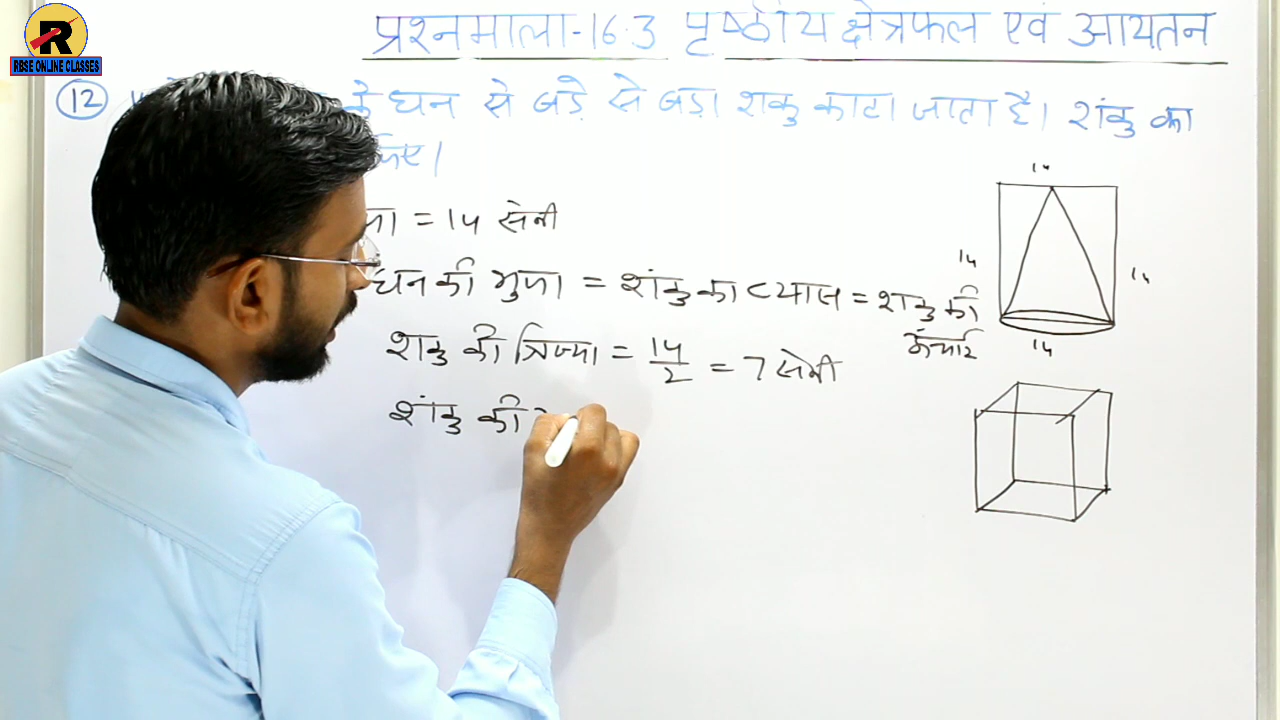 R
RBSE ONLINE CLASSES
प्रश्नमाला-16.3 पृष्ठीय क्षेत्रफल एवं आयतन
12 के घन से बड़े से बड़ा शंकु काटा जाता है। शंकु का
14
= 14 सेमी
14
घन की भुजा = शंकु का व्यास = शंकु की
14
ऊँचाई
14
शंकु की त्रिज्या = 14/2 = 7 सेमी
शंकु की